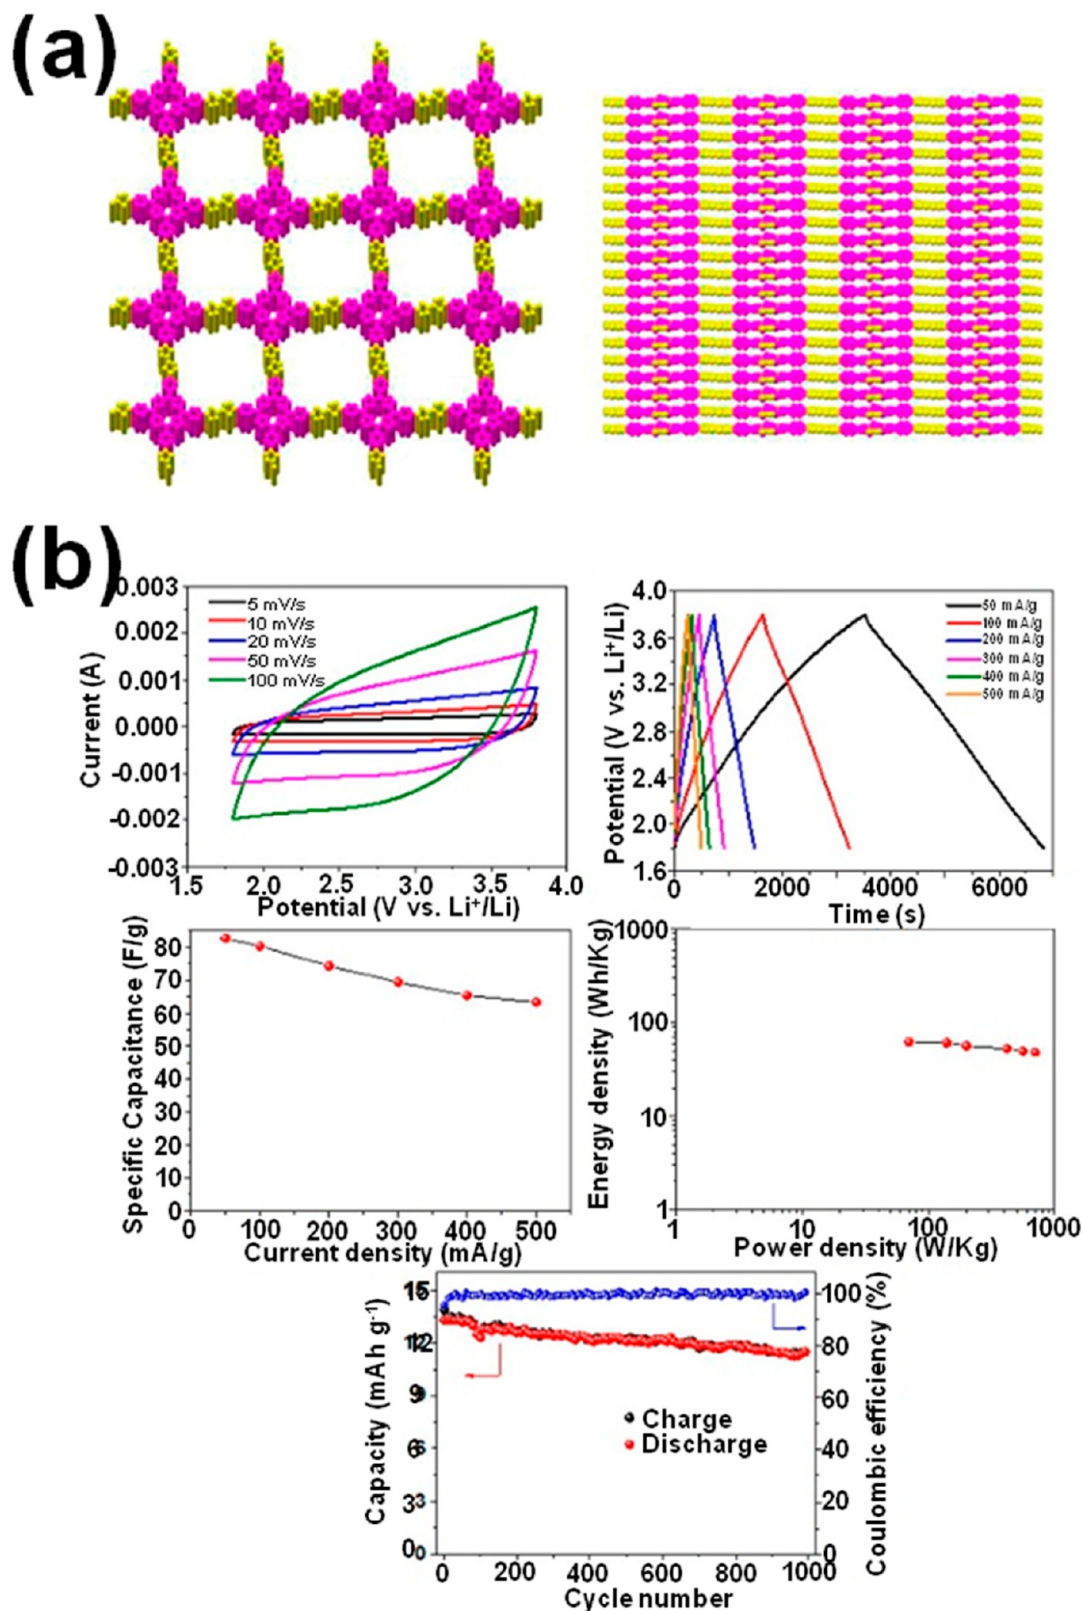 (a)
(b)
0.003
0.002
0.001
0.000
-0.001
-0.002
-0.003
Current (A)
5 mV/s
10 mV/s
20 mV/s
50 mV/s
100 mV/s
1.5
2.0
2.5
3.0
3.5
4.0
Potential (V vs. Li⁺/Li)
4.0
3.6
3.2
2.8
2.4
2.0
1.6
Potential (V vs. Li⁺/Li)
50 mA/g
100 mA/g
200 mA/g
300 mA/g
400 mA/g
500 mA/g
0
2000
4000
6000
Time (s)
80
70
60
50
40
30
20
10
0
Specific Capacitance (F/g)
0
100
200
300
400
500
Current density (mA/g)
1000
100
10
1
Energy density (Wh/Kg)
1
10
100
1000
Power density (W/Kg)
15
12
9
6
3
0
Capacity (mAh g⁻¹)
Charge
Discharge
100
80
60
40
20
0
Coulombic efficiency (%)
0
200
400
600
800
1000
Cycle number